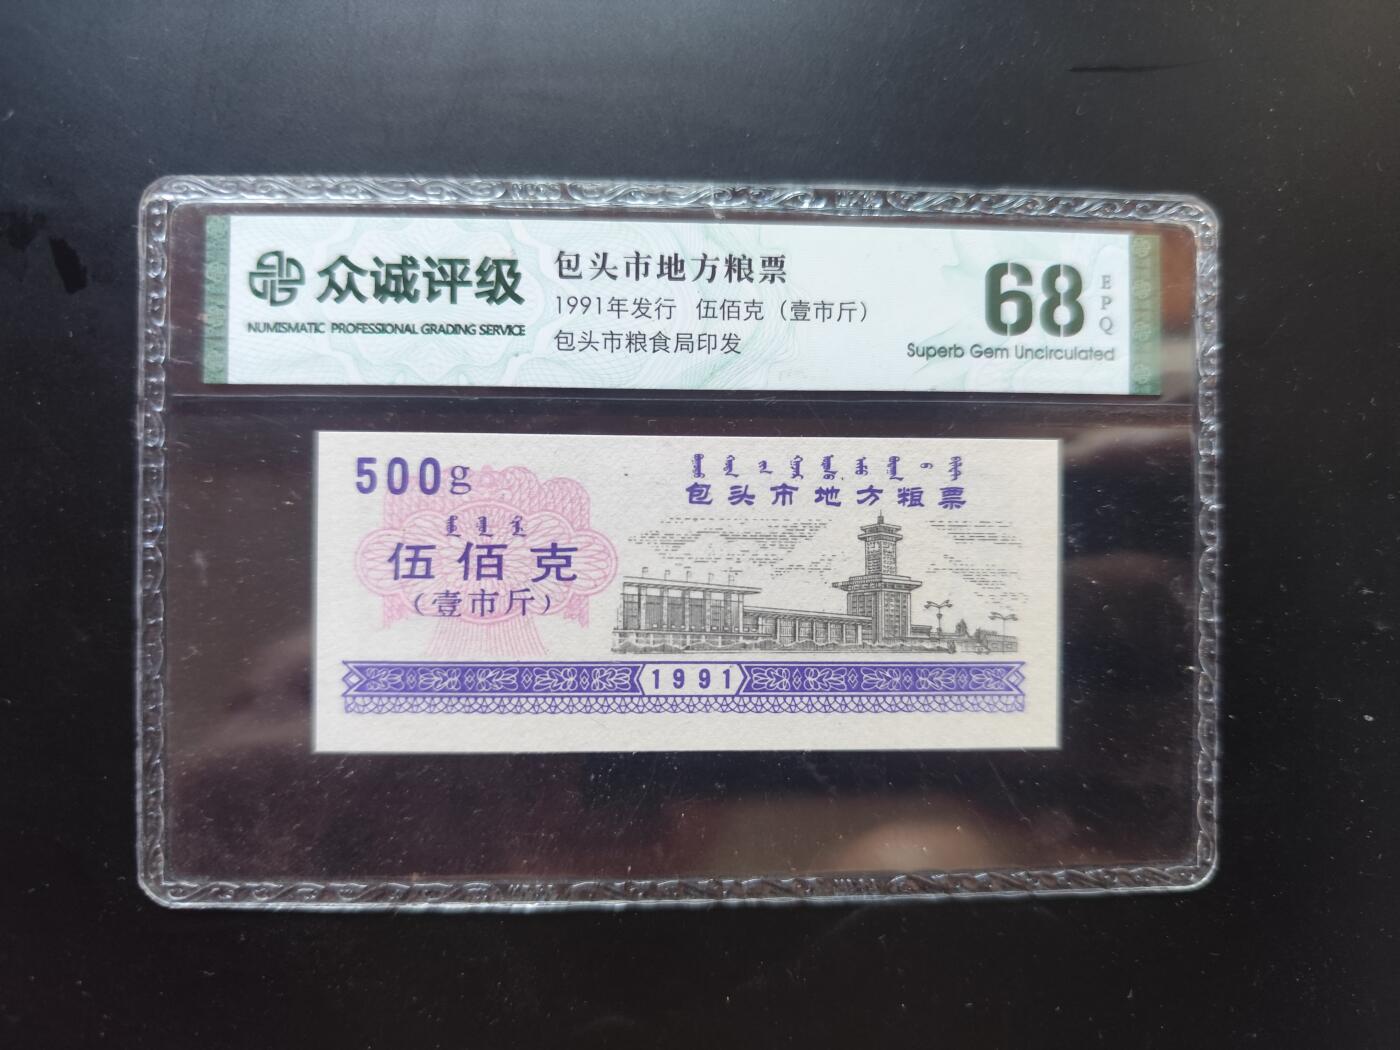 众诚评级
NUMISMATIC PROFESSIONAL GRADING SERVICE
包头市地方粮票
1991年发行 伍佰克（壹市斤）
包头市粮食局印发
68
EPQ
Superb Gem Uncirculated
500g
伍佰克
（壹市斤）
包头市地方粮票
1991